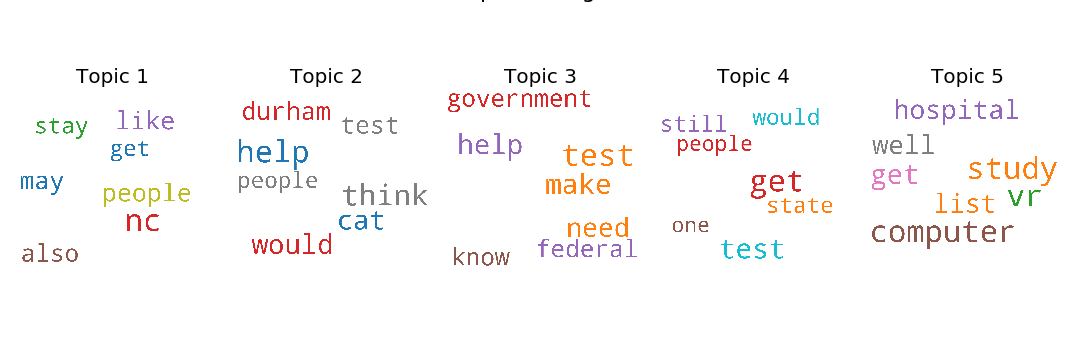 Topic 1
stay
like
get
may
people
nc
also
Topic 2
durham
test
help
people
think
cat
would
Topic 3
government
help
test
make
need
federal
know
Topic 4
would
still
people
get
state
one
test
Topic 5
hospital
well
study
get
vr
list
computer